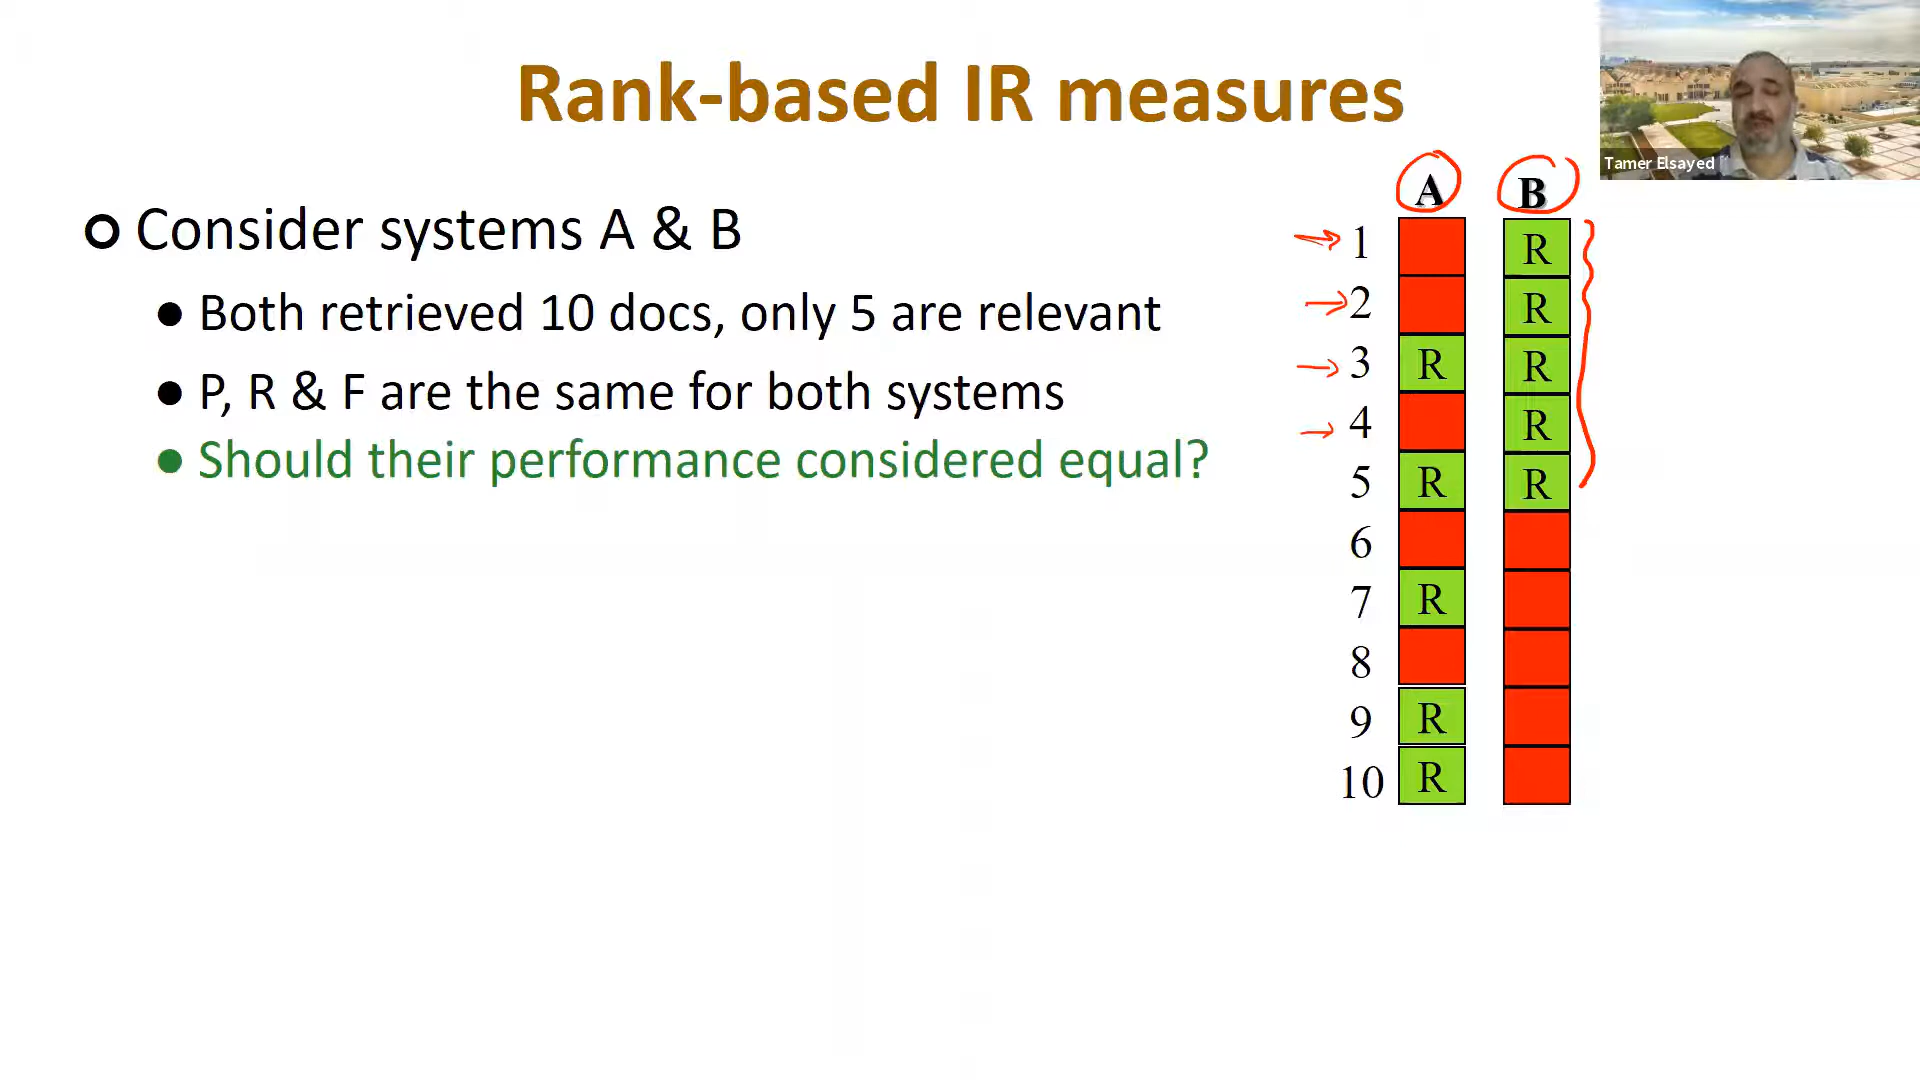 Rank-based IR measures
Tamer Elsayed
Consider systems A & B
Both retrieved 10 docs, only 5 are relevant
P, R & F are the same for both systems
Should their performance considered equal?
A B
1 R
2 R
3 R R
4 R
5 R R
6
7 R
8
9 R
10 R